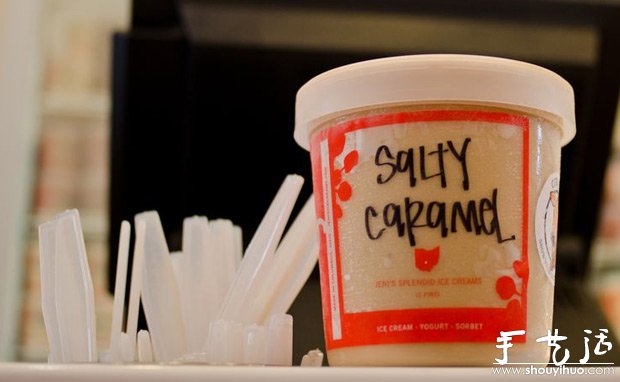 SALTY
CARAMEL
JENI'S SPLENDID ICE CREAMS
ICE CREAM · YOGURT · SORBET
手艺活
www.shouyihuo.com